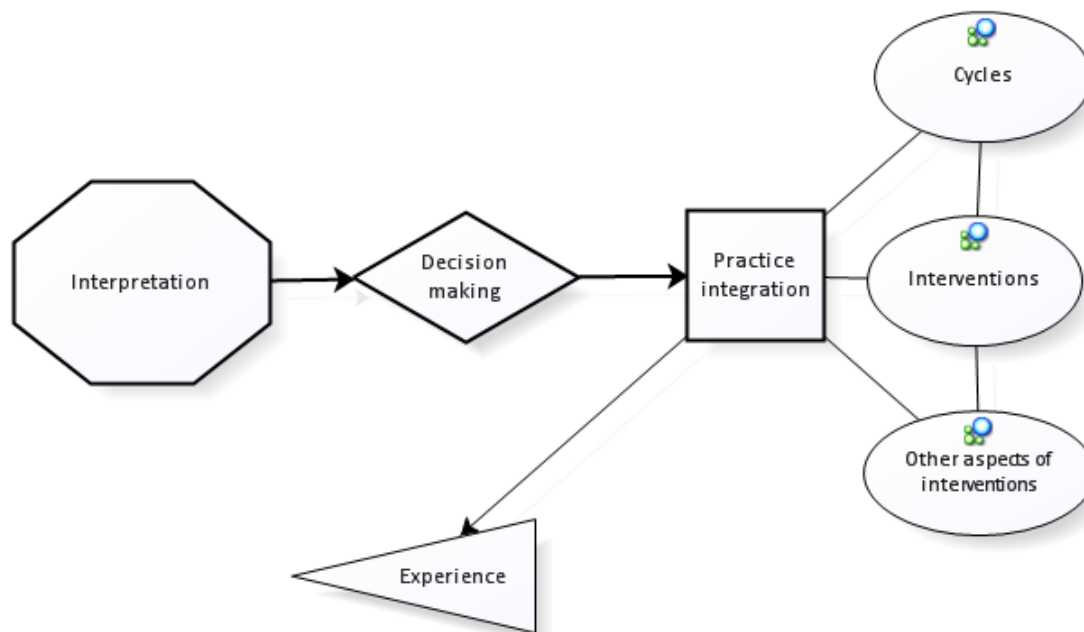 Cycles
Interpretation
Decision
making
Practice
integration
Interventions
Other aspects of
interventions
Experience